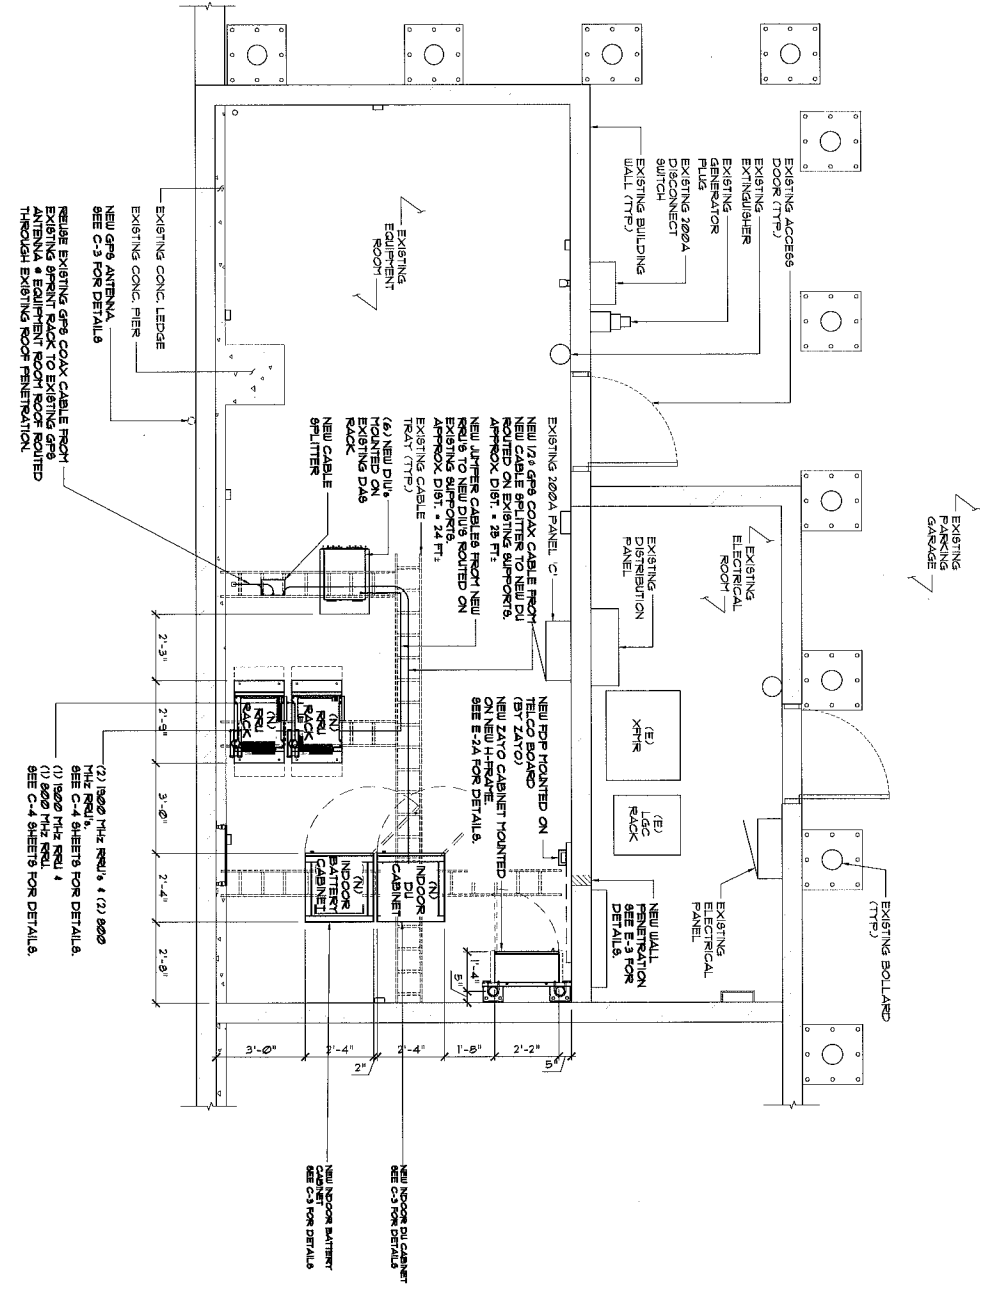 EXISTING
PARKING
GARAGE
EXISTING BOLLARD
(TYP.)
EXISTING ACCESS
DOOR (TYP.)
EXISTING
EXTINGUISHER
EXISTING
GENERATOR
PLUG
EXISTING 200A
DISCONNECT
SWITCH
EXISTING BUILDING
WALL (TYP.)
EXISTING
ELECTRICAL
ROOM
EXISTING
DISTRIBUTION
PANEL
(E)
XFMR
(E)
LGC
RACK
EXISTING
ELECTRICAL
PANEL
NEW WALL
PENETRATION
SEE E-3 FOR
DETAILS.
EXISTING
EQUIPMENT
ROOM
EXISTING 200A PANEL 'C'
NEW 1/2∅ GPS COAX CABLE FROM
NEW CABLE SPLITTER TO NEW DU
ROUTED ON EXISTING SUPPORTS.
APPROX. DIST. = 25 FT±
NEW JUMPER CABLES FROM NEW
RRU'S TO NEW DIU'S ROUTED ON
EXISTING SUPPORTS.
APPROX. DIST. = 24 FT±
EXISTING CABLE
TRAY (TYP.)
(6) NEW DIU's
MOUNTED ON
EXISTING DAS
RACK.
NEW CABLE
SPLITTER
NEW FDP MOUNTED ON
TELCO BOARD
(BY ZAYO)
NEW ZAYO CABINET MOUNTED
ON NEW H-FRAME.
SEE E-2A FOR DETAILS.
(N)
RRU
RACK
(N)
RRU
RACK
(N)
INDOOR
DU
CABINET
(N)
INDOOR
BATTERY
CABINET
1'-4"
5"
5"
2'-2"
1'-8"
2'-4"
2"
2'-4"
3'-0"
2'-3"
2'-9"
3'-0"
2'-4"
2'-8"
NEW INDOOR DU CABINET
SEE C-3 FOR DETAILS
NEW INDOOR BATTERY
CABINET
SEE C-3 FOR DETAILS
EXISTING CONC. LEDGE
EXISTING CONC. PIER
NEW GPS ANTENNA,
SEE C-3 FOR DETAILS
REUSE EXISTING GPS COAX CABLE FROM
EXISTING SPRINT RACK TO EXISTING GPS
ANTENNA @ EQUIPMENT ROOM ROOF ROUTED
THROUGH EXISTING ROOF PENETRATION.
(2) 1900 MHz RRU's & (2) 800
MHz RRU's.
SEE C-4 SHEETS FOR DETAILS.
(1) 1900 MHz RRU &
(1) 800 MHz RRU.
SEE C-4 SHEETS FOR DETAILS.